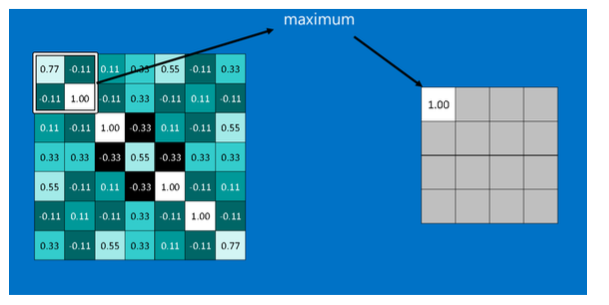 maximum
0.77 -0.11 0.11 0.33 0.55 -0.11 0.33
-0.11 1.00 -0.11 0.33 -0.11 0.11 -0.11
1.00
0.11 -0.11 1.00 -0.33 0.11 -0.11 0.55
0.33 0.33 -0.33 0.55 -0.33 0.33 0.33
0.55 -0.11 0.11 -0.33 1.00 -0.11 0.11
-0.11 0.11 -0.11 0.33 -0.11 1.00 -0.11
0.33 -0.11 0.55 0.33 0.11 -0.11 0.77